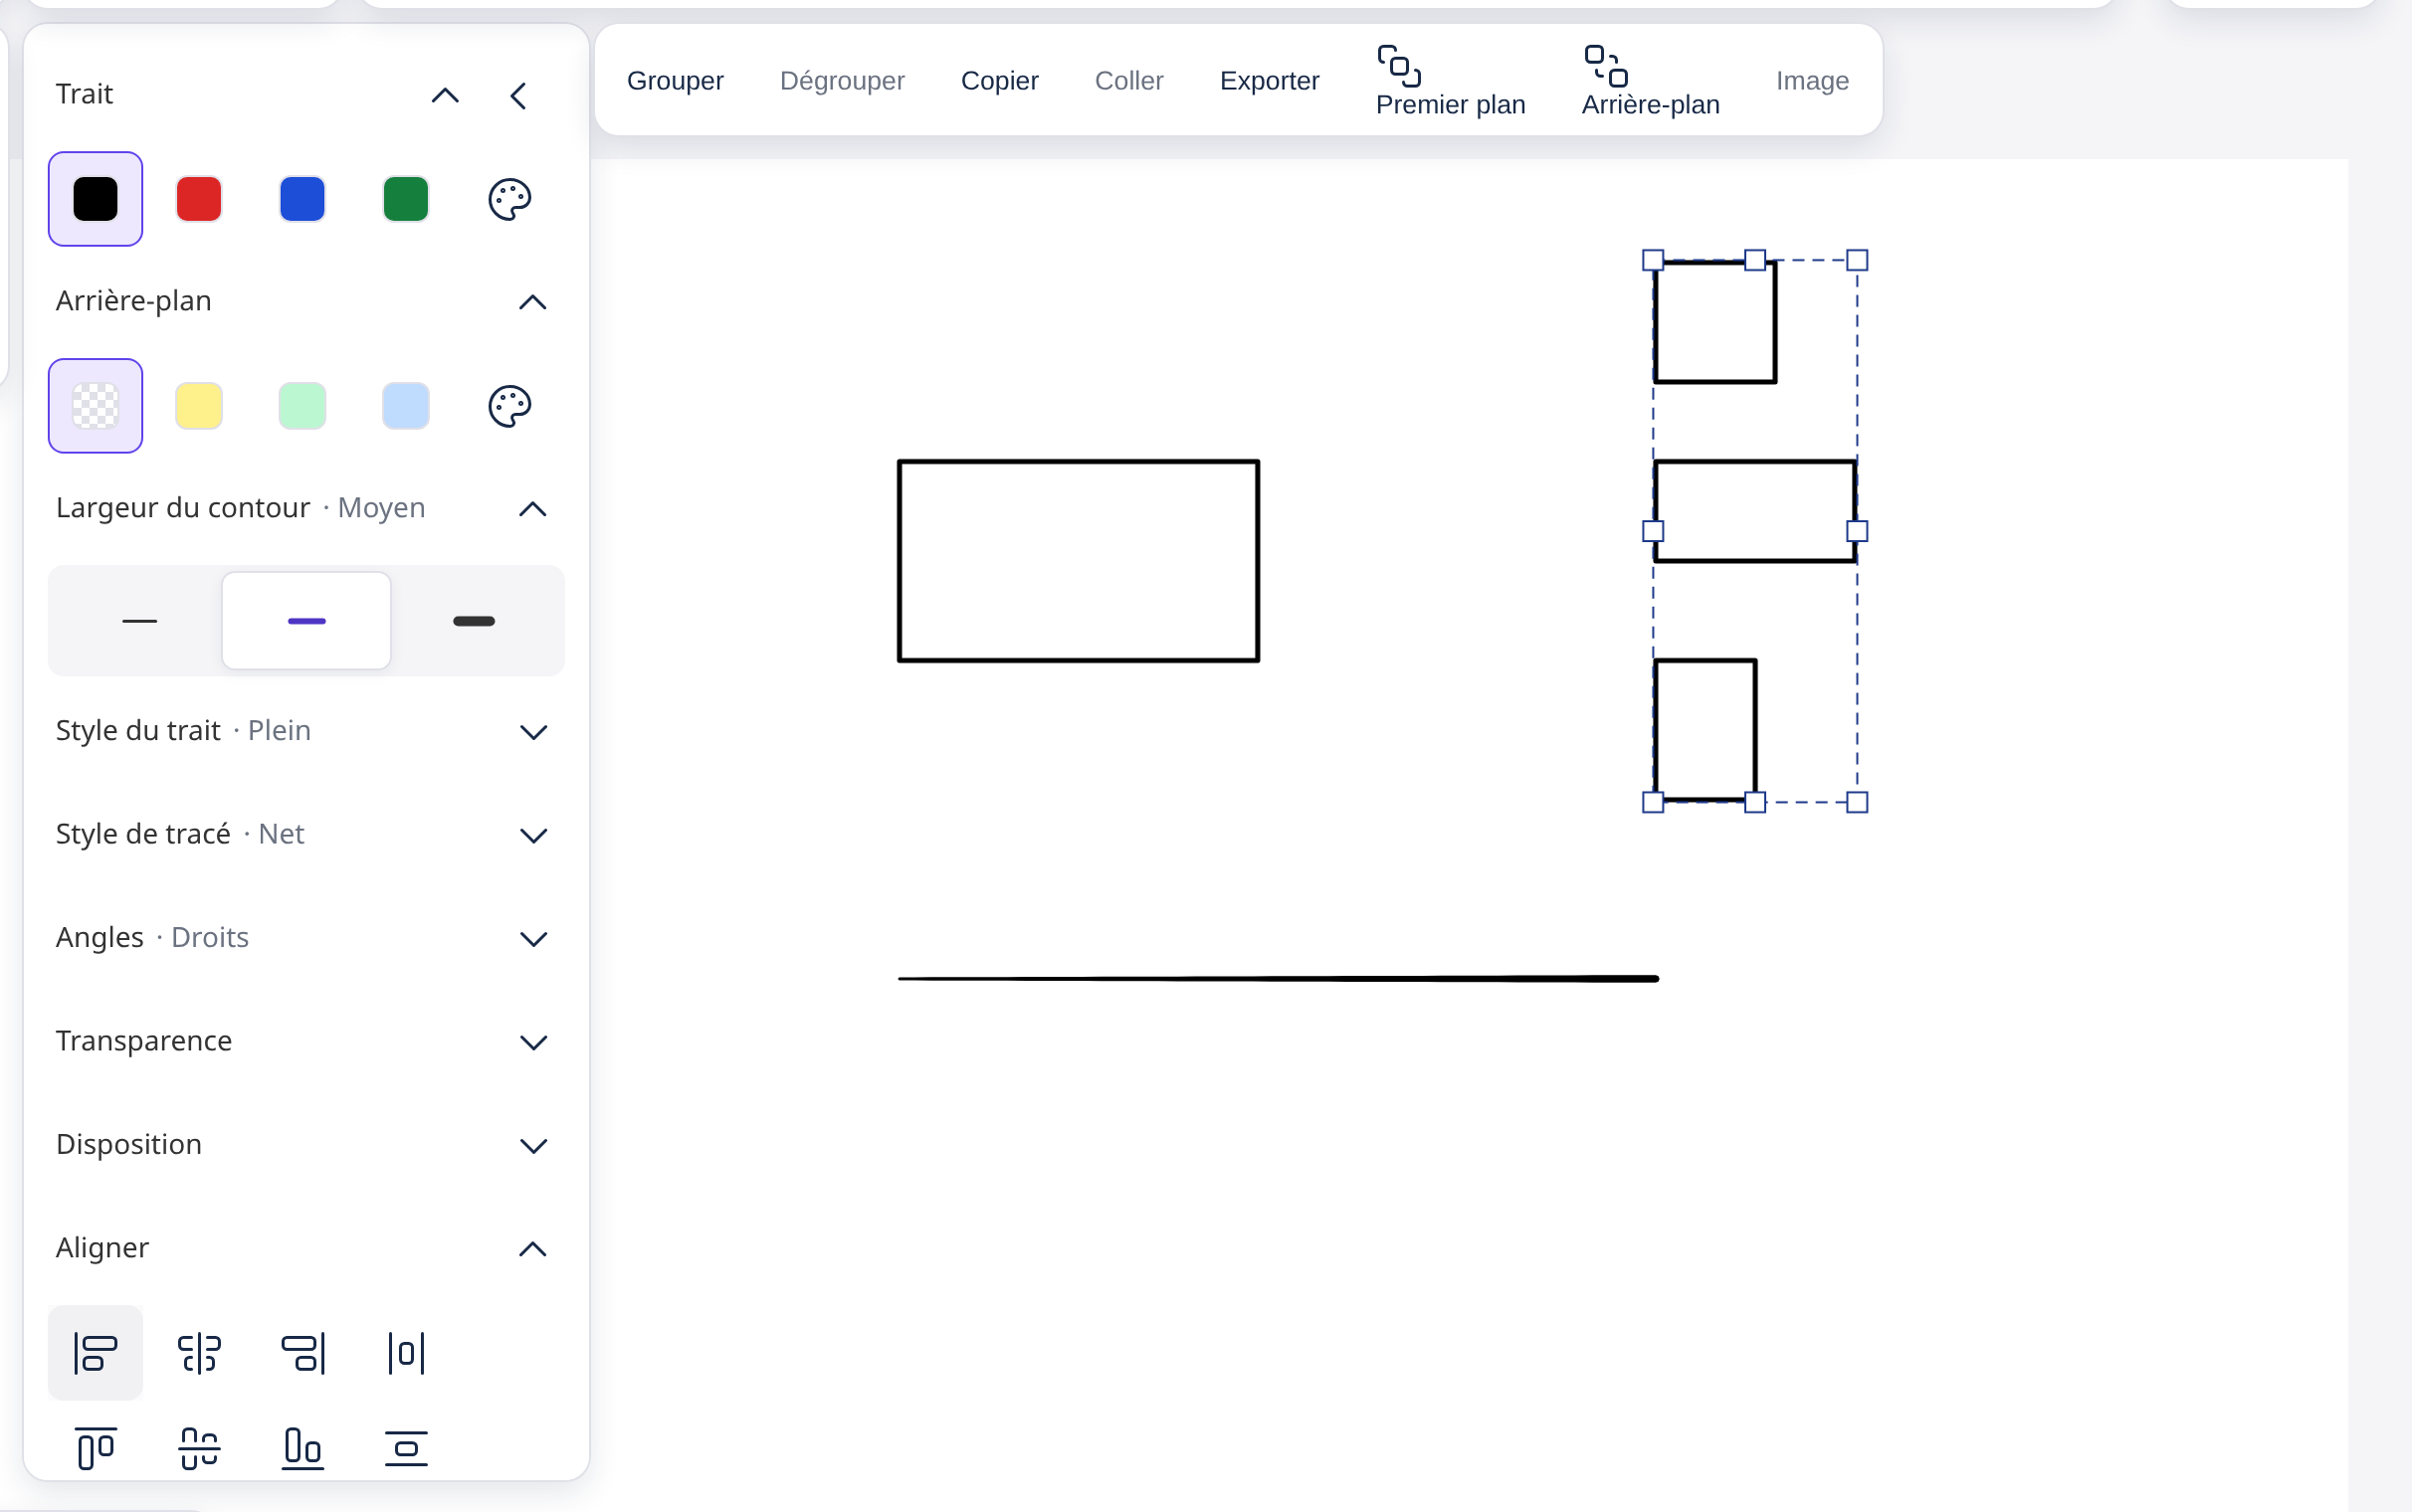 Trait
Grouper Dégrouper Copier Coller Exporter Premier plan Arrière-plan Image
Arrière-plan
Largeur du contour · Moyen
Style du trait · Plein
Style de tracé · Net
Angles · Droits
Transparence
Disposition
Aligner